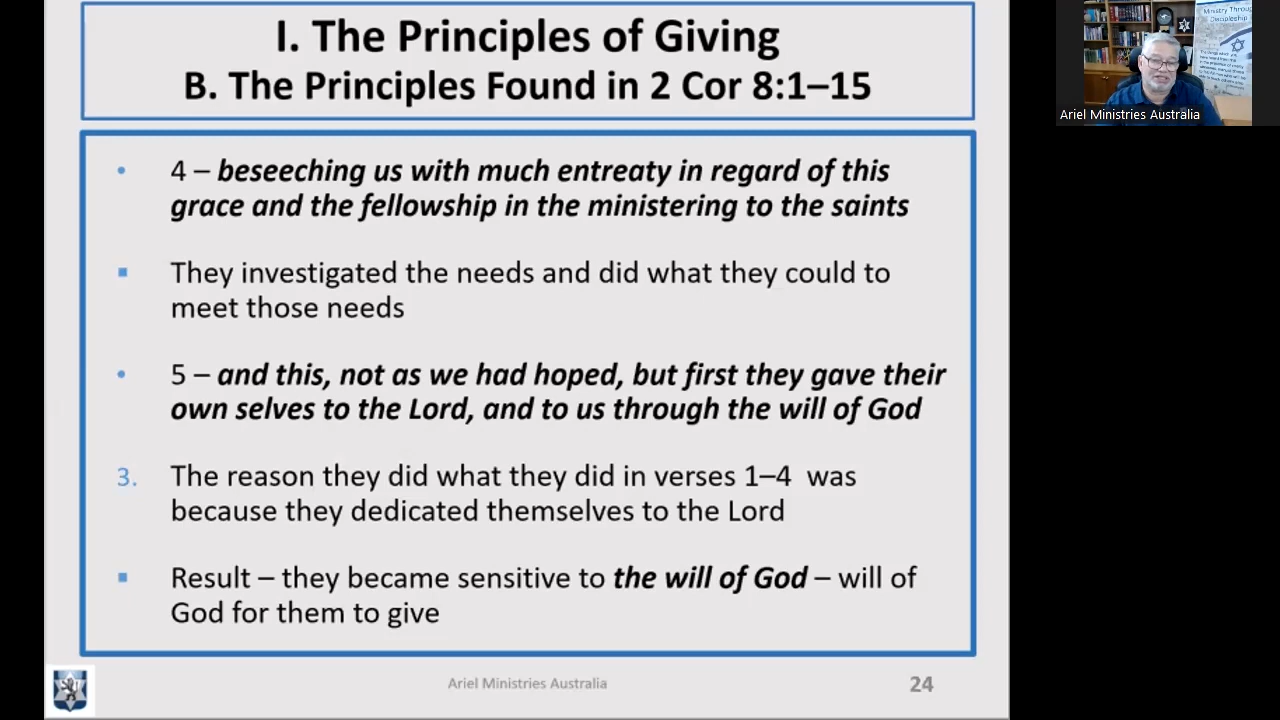 I. The Principles of Giving
B. The Principles Found in 2 Cor 8:1–15
• 4 – beseeching us with much entreaty in regard of this
grace and the fellowship in the ministering to the saints
▪ They investigated the needs and did what they could to
meet those needs
• 5 – and this, not as we had hoped, but first they gave their
own selves to the Lord, and to us through the will of God
3. The reason they did what they did in verses 1–4 was
because they dedicated themselves to the Lord
▪ Result – they became sensitive to the will of God – will of
God for them to give
Ariel Ministries Australia
24
Ministry Through
Discipleship
Ariel Ministries Australia